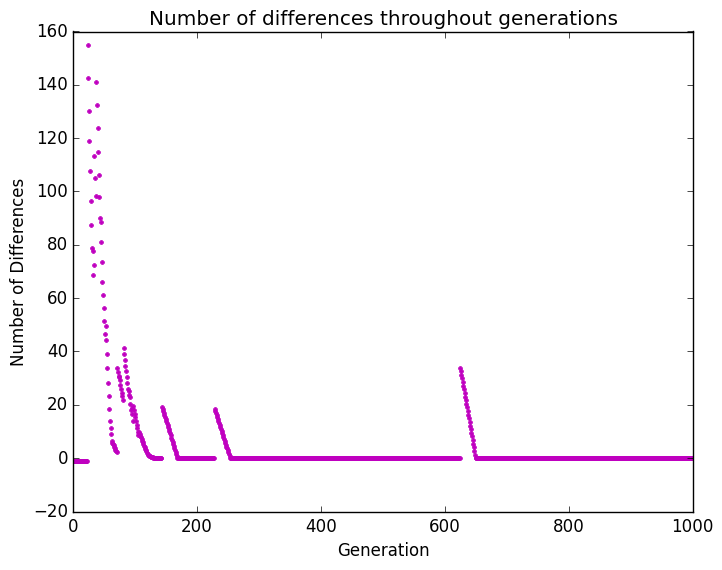 Number of differences throughout generations
160
140
120
100
80
60
40
20
0
−20
0 200 400 600 800 1000
Number of Differences
Generation